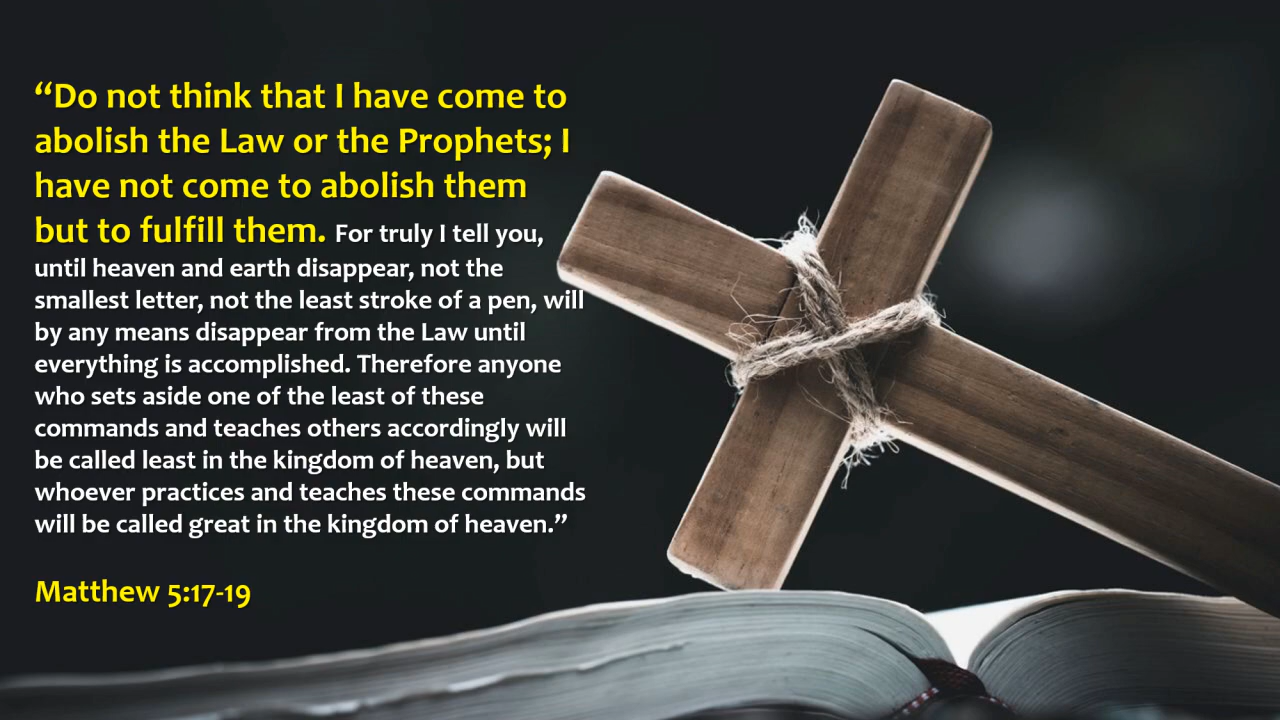 “Do not think that I have come to
abolish the Law or the Prophets; I
have not come to abolish them
but to fulfill them. For truly I tell you,
until heaven and earth disappear, not the
smallest letter, not the least stroke of a pen, will
by any means disappear from the Law until
everything is accomplished. Therefore anyone
who sets aside one of the least of these
commands and teaches others accordingly will
be called least in the kingdom of heaven, but
whoever practices and teaches these commands
will be called great in the kingdom of heaven.”
Matthew 5:17-19